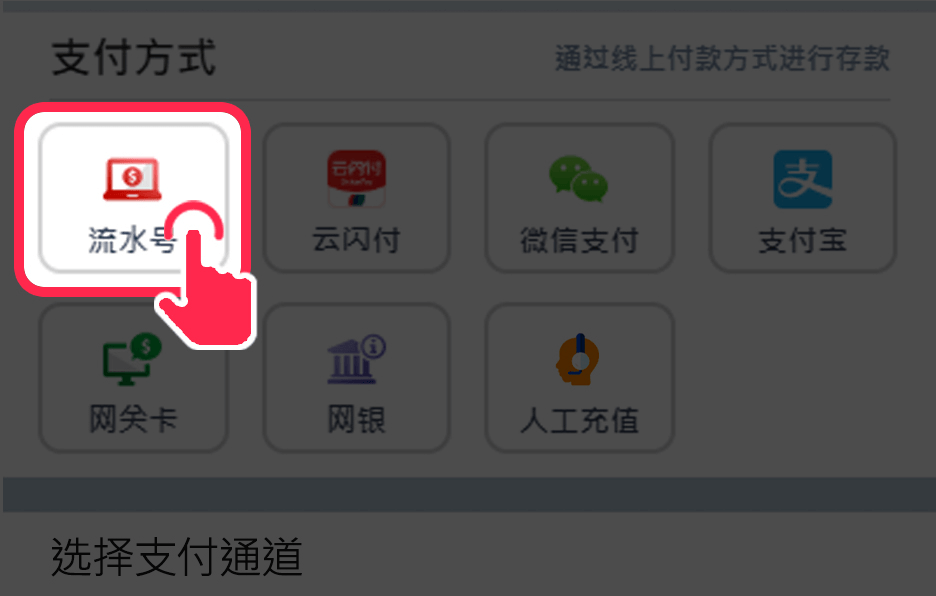 支付方式
通过线上付款方式进行存款
流水号
云闪付
云闪付
微信支付
支付宝
网关卡
网银
人工充值
选择支付通道